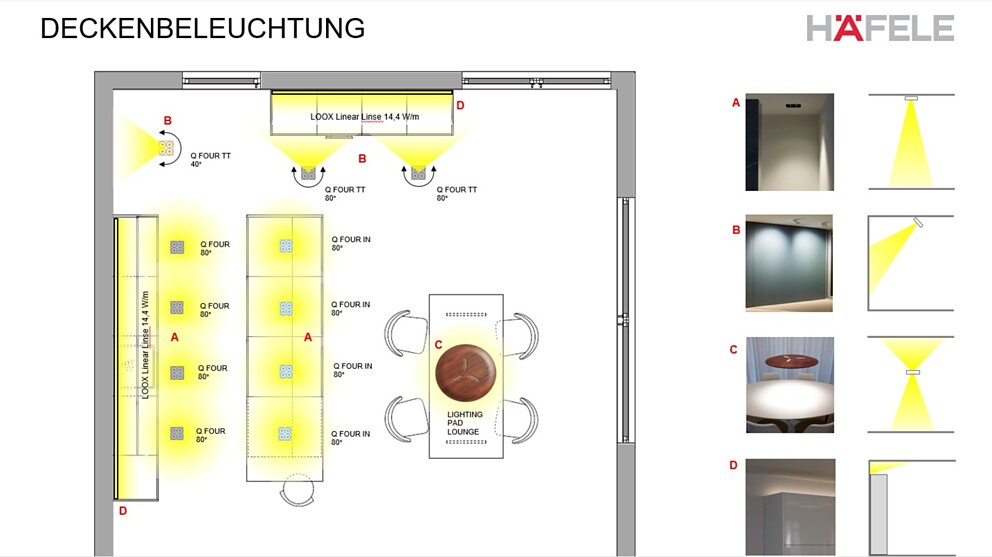 DECKENBELEUCHTUNG
HÄFELE
LOOX Linear Linse 14,4 W/m
D
B
Q FOUR TT
40°
B
Q FOUR TT
80°
Q FOUR TT
80°
Q FOUR
80°
Q FOUR IN
80°
Q FOUR
80°
Q FOUR IN
80°
LOOX Linear Linse 14,4 W/m
A
A
C
Q FOUR
80°
Q FOUR IN
80°
LIGHTING
PAD
LOUNGE
Q FOUR
80°
Q FOUR IN
80°
D
A
B
C
D